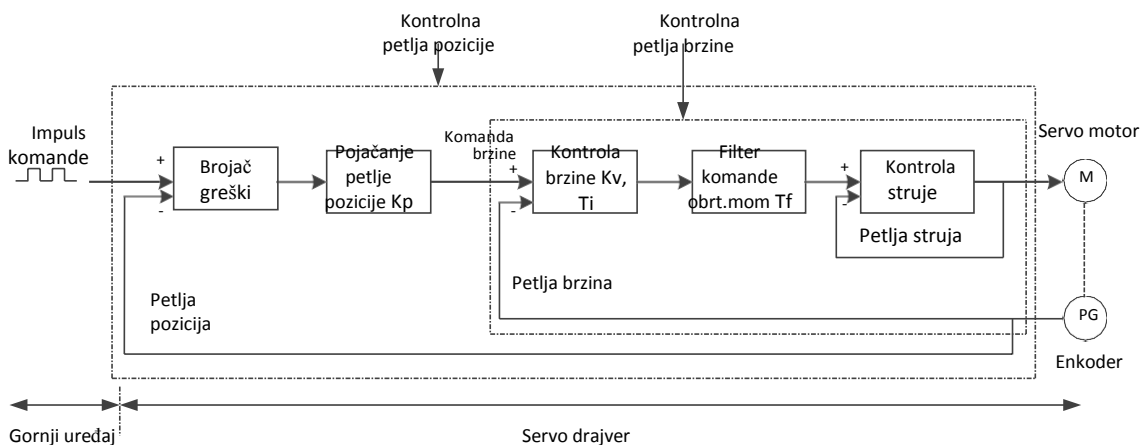 Kontrolna
petlja pozicije
Kontrolna
petlja brzine
Impuls
komande
Servo motor
Komanda
brzine
+
-
Brojač
greški
Pojačanje
petlje
pozicije Kp
+
-
Kontrola
brzine Kv,
Ti
Filter
komande
obrt.mom Tf
+
-
Kontrola
struje
M
Petlja struja
Petlja brzina
Petlja
pozicija
PG
Enkoder
Gornji uređaj
Servo drajver